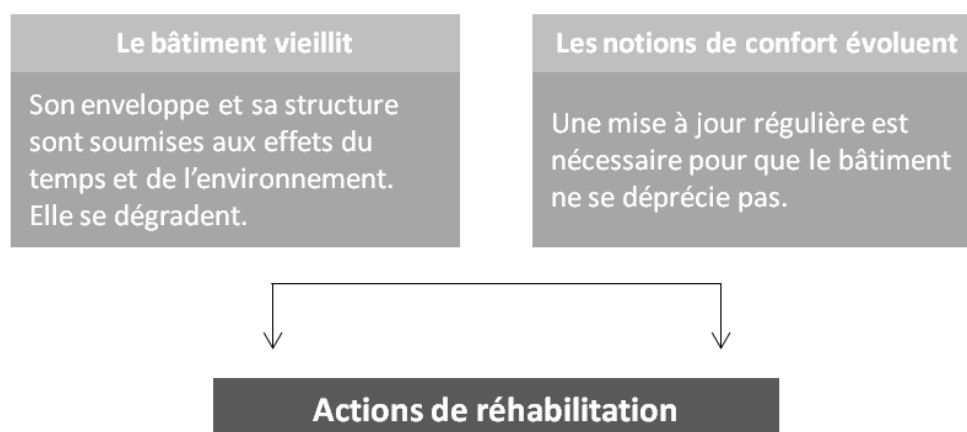 Le bâtiment vieillit
Son enveloppe et sa structure
sont soumises aux effets du
temps et de l'environnement.
Elle se dégradent.
Les notions de confort évoluent
Une mise à jour régulière est
nécessaire pour que le bâtiment
ne se déprécie pas.
Actions de réhabilitation